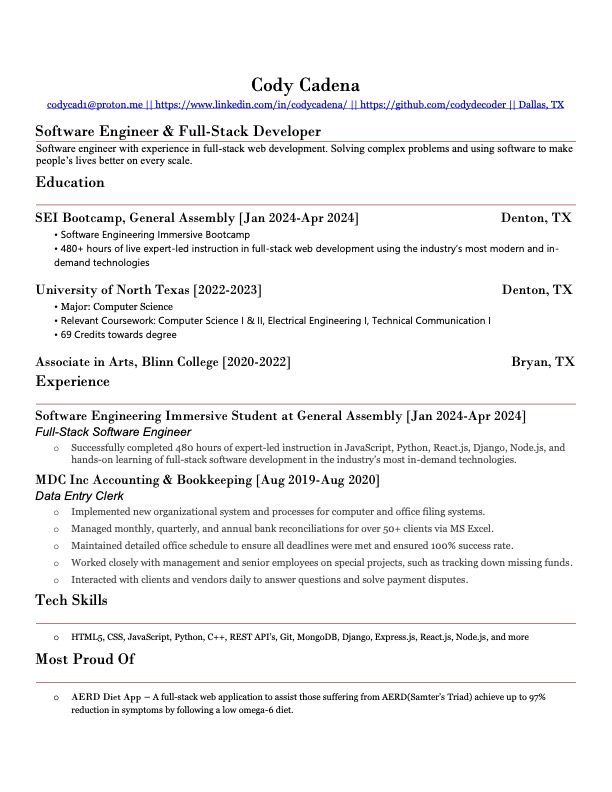 Cody Cadena
codycad1@proton.me || https://www.linkedin.com/in/codycadena/ || https://github.com/codydecoder || Dallas, TX
Software Engineer & Full-Stack Developer
Software engineer with experience in full-stack web development. Solving complex problems and using software to make
people's lives better on every scale.
Education
SEI Bootcamp, General Assembly [Jan 2024-Apr 2024] Denton, TX
• Software Engineering Immersive Bootcamp
• 480+ hours of live expert-led instruction in full-stack web development using the industry's most modern and in-
demand technologies
University of North Texas [2022-2023] Denton, TX
• Major: Computer Science
• Relevant Coursework: Computer Science I & II, Electrical Engineering I, Technical Communication I
• 69 Credits towards degree
Associate in Arts, Blinn College [2020-2022] Bryan, TX
Experience
Software Engineering Immersive Student at General Assembly [Jan 2024-Apr 2024]
Full-Stack Software Engineer
o Successfully completed 480 hours of expert-led instruction in JavaScript, Python, React.js, Django, Node.js, and
hands-on learning of full-stack software development in the industry's most in-demand technologies.
MDC Inc Accounting & Bookkeeping [Aug 2019-Aug 2020]
Data Entry Clerk
o Implemented new organizational system and processes for computer and office filing systems.
o Managed monthly, quarterly, and annual bank reconciliations for over 50+ clients via MS Excel.
o Maintained detailed office schedule to ensure all deadlines were met and ensured 100% success rate.
o Worked closely with management and senior employees on special projects, such as tracking down missing funds.
o Interacted with clients and vendors daily to answer questions and solve payment disputes.
Tech Skills
o HTML5, CSS, JavaScript, Python, C++, REST API's, Git, MongoDB, Django, Express.js, React.js, Node.js, and more
Most Proud Of
o AERD Diet App – A full-stack web application to assist those suffering from AERD(Samter's Triad) achieve up to 97%
reduction in symptoms by following a low omega-6 diet.